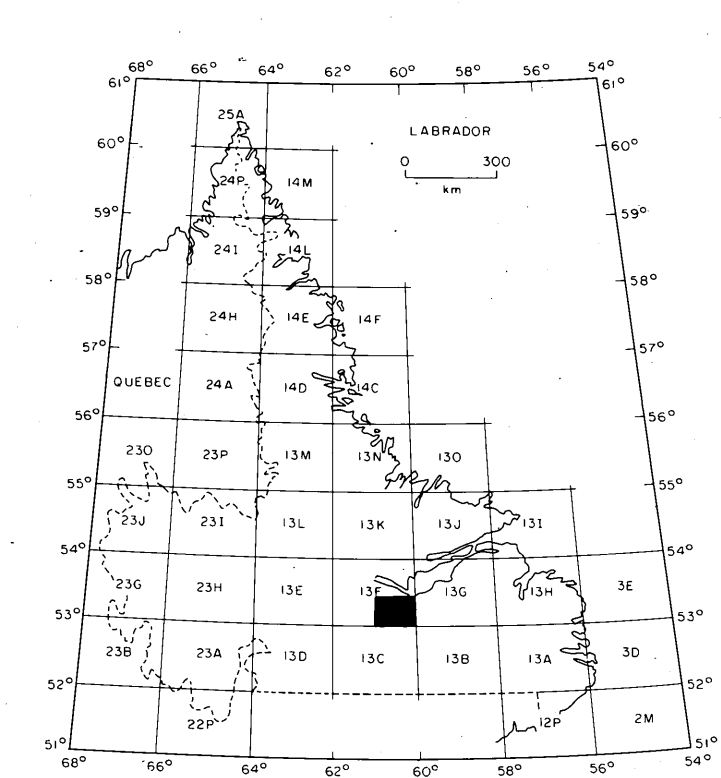 68° 66° 64° 62° 60° 58° 56° 54°
61° 61°
25A
LABRADOR
60° 60°
0 300
24P 14M
km
59° 59°
24I 14L
58° 58°
24H 14E 14F
57° 57°
QUEBEC 24A 14D 14C
56° 56°
23O 23P 13M 13N 13O
55° 55°
23J 23I 13L 13K 13J 13I
54° 54°
23G 23H 13E 13F 13G 13H 3E
53° 53°
23B 23A 13D 13C 13B 13A 3D
52° 52°
22P 12P 2M
51° 51°
68° 66° 64° 62° 60° 58° 56° 54°